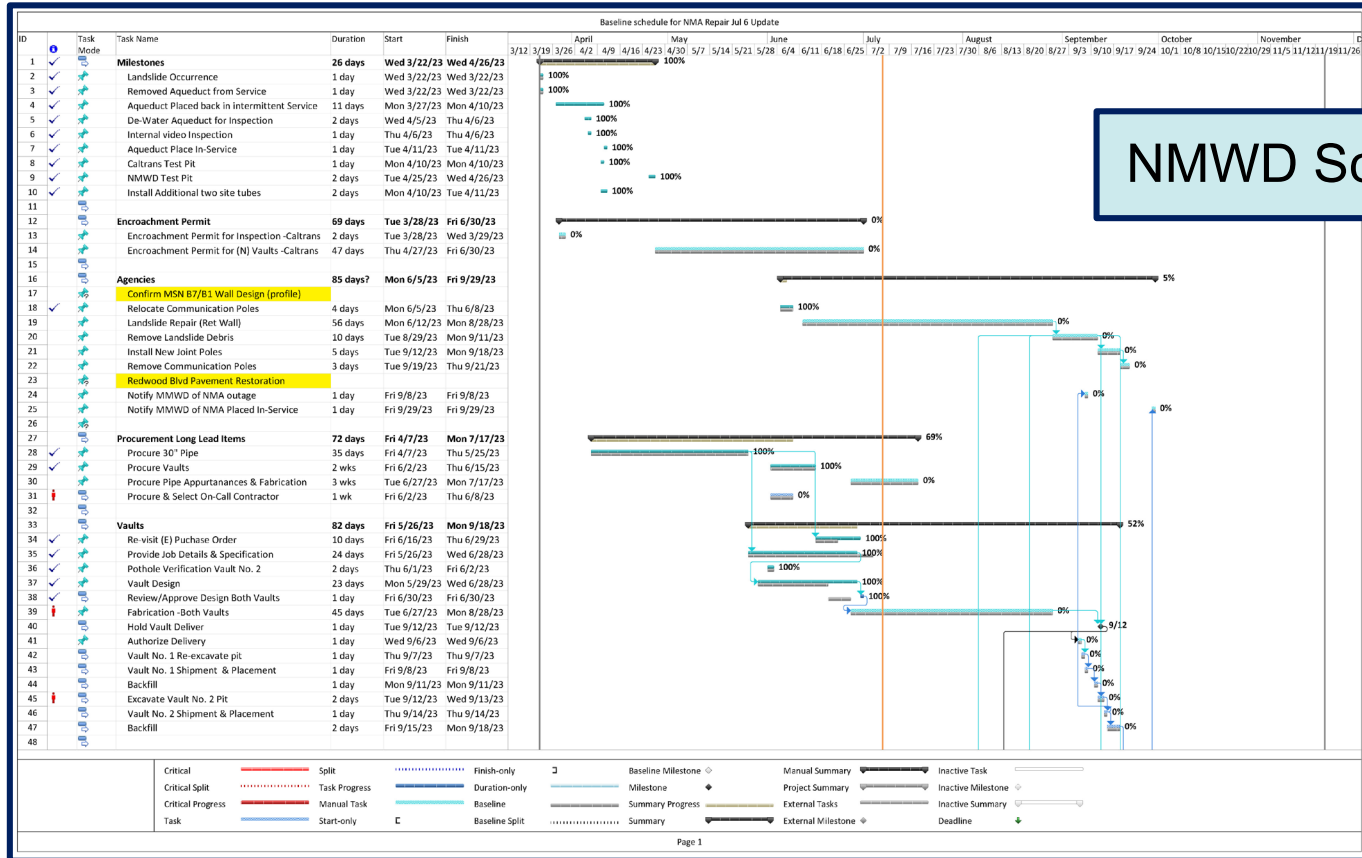 Baseline schedule for NMA Repair Jul 6 Update
ID Task Mode Task Name Duration Start Finish
April May June July August September October November D
3/12 3/19 3/26 4/2 4/9 4/16 4/23 4/30 5/7 5/14 5/21 5/28 6/4 6/11 6/18 6/25 7/2 7/9 7/16 7/23 7/30 8/6 8/13 8/20 8/27 9/3 9/10 9/17 9/24 10/1 10/8 10/15 10/22 10/29 11/5 11/12 11/19 11/26
1 Milestones 26 days Wed 3/22/23 Wed 4/26/23 100%
2 Landslide Occurrence 1 day Wed 3/22/23 Wed 3/22/23 100%
3 Removed Aqueduct from Service 1 day Wed 3/22/23 Wed 3/22/23 100%
4 Aqueduct Placed back in intermittent Service 11 days Mon 3/27/23 Mon 4/10/23 100%
5 De-Water Aqueduct for Inspection 2 days Wed 4/5/23 Thu 4/6/23 100%
6 Internal video Inspection 1 day Thu 4/6/23 Thu 4/6/23 100%
7 Aqueduct Place In-Service 1 day Tue 4/11/23 Tue 4/11/23 100%
8 Caltrans Test Pit 1 day Mon 4/10/23 Mon 4/10/23 100%
9 NMWD Test Pit 2 days Tue 4/25/23 Wed 4/26/23 100%
10 Install Additional two site tubes 2 days Mon 4/10/23 Tue 4/11/23 100%
NMWD Sc
11
12 Encroachment Permit 69 days Tue 3/28/23 Fri 6/30/23 0%
13 Encroachment Permit for Inspection -Caltrans 2 days Tue 3/28/23 Wed 3/29/23 0%
14 Encroachment Permit for (N) Vaults -Caltrans 47 days Thu 4/27/23 Fri 6/30/23 0%
15
16 Agencies 85 days? Mon 6/5/23 Fri 9/29/23 5%
17 Confirm MSN B7/B1 Wall Design (profile)
18 Relocate Communication Poles 4 days Mon 6/5/23 Thu 6/8/23 100%
19 Landslide Repair (Ret Wall) 56 days Mon 6/12/23 Mon 8/28/23 0%
20 Remove Landslide Debris 10 days Tue 8/29/23 Mon 9/11/23 0%
21 Install New Joint Poles 5 days Tue 9/12/23 Mon 9/18/23 0%
22 Remove Communication Poles 3 days Tue 9/19/23 Thu 9/21/23 0%
23 Redwood Blvd Pavement Restoration
24 Notify MMWD of NMA outage 1 day Fri 9/8/23 Fri 9/8/23 0%
25 Notify MMWD of NMA Placed In-Service 1 day Fri 9/29/23 Fri 9/29/23 0%
26
27 Procurement Long Lead Items 72 days Fri 4/7/23 Mon 7/17/23 69%
28 Procure 30" Pipe 35 days Fri 4/7/23 Thu 5/25/23 100%
29 Procure Vaults 2 wks Fri 6/2/23 Thu 6/15/23 100%
30 Procure Pipe Appurtanances & Fabrication 3 wks Tue 6/27/23 Mon 7/17/23 0%
31 Procure & Select On-Call Contractor 1 wk Fri 6/2/23 Thu 6/8/23 0%
32
33 Vaults 82 days Fri 5/26/23 Mon 9/18/23 52%
34 Re-visit (E) Puchase Order 10 days Fri 6/16/23 Thu 6/29/23 100%
35 Provide Job Details & Specification 24 days Fri 5/26/23 Wed 6/28/23 100%
36 Pothole Verification Vault No. 2 2 days Thu 6/1/23 Fri 6/2/23 100%
37 Vault Design 23 days Mon 5/29/23 Wed 6/28/23 100%
38 Review/Approve Design Both Vaults 1 day Fri 6/30/23 Fri 6/30/23 100%
39 Fabrication -Both Vaults 45 days Tue 6/27/23 Mon 8/28/23 0%
40 Hold Vault Deliver 1 day Tue 9/12/23 Tue 9/12/23 9/12
41 Authorize Delivery 1 day Wed 9/6/23 Wed 9/6/23 0%
42 Vault No. 1 Re-excavate pit 1 day Thu 9/7/23 Thu 9/7/23 0%
43 Vault No. 1 Shipment & Placement 1 day Fri 9/8/23 Fri 9/8/23 0%
44 Backfill 1 day Mon 9/11/23 Mon 9/11/23 0%
45 Excavate Vault No. 2 Pit 2 days Tue 9/12/23 Wed 9/13/23 0%
46 Vault No. 2 Shipment & Placement 1 day Thu 9/14/23 Thu 9/14/23 0%
47 Backfill 2 days Fri 9/15/23 Mon 9/18/23 0%
48
Critical Split Finish-only Baseline Milestone Manual Summary Inactive Task
Critical Split Task Progress Duration-only Milestone Project Summary Inactive Milestone
Critical Progress Manual Task Baseline Summary Progress External Tasks Inactive Summary
Task Start-only Baseline Split Summary External Milestone Deadline
Page 1